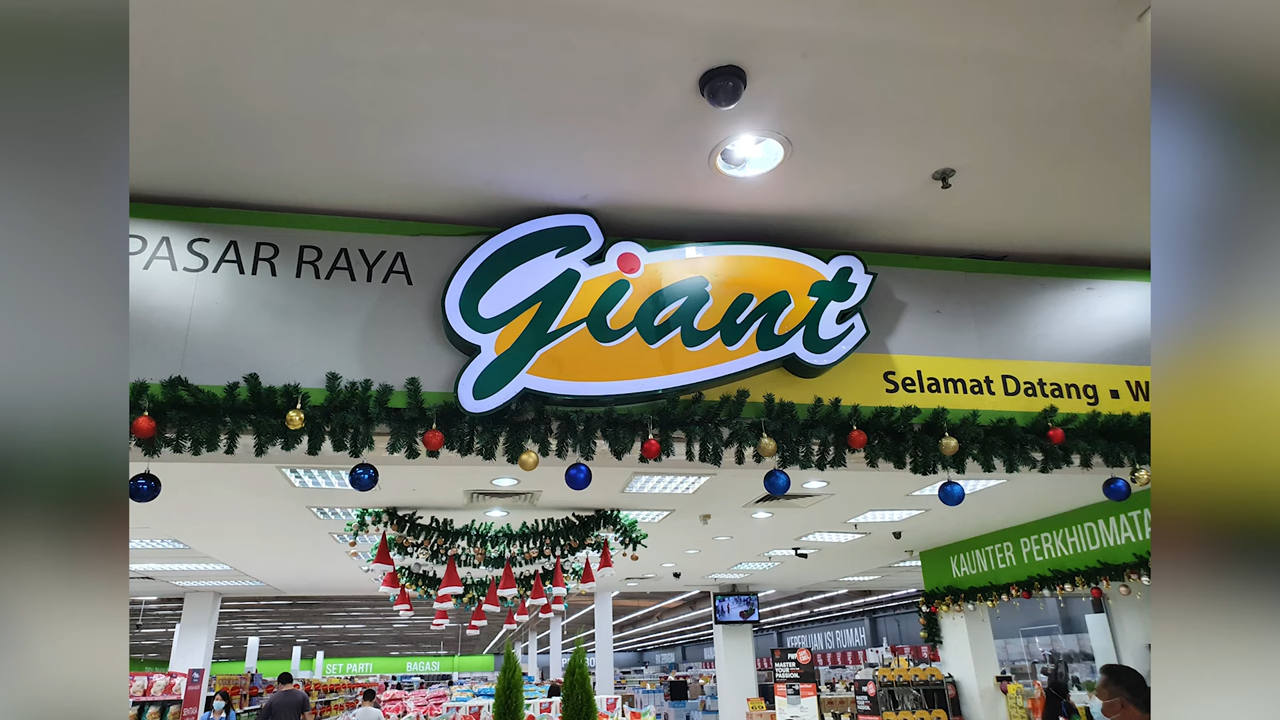 PASAR RAYA
giant
Selamat Datang ▪ W
KAUNTER PERKHIDMATA
KEPERLUAN ISI RUMAH
SET PARTI
BAGASI
MASTER
YOUR
PASSION.